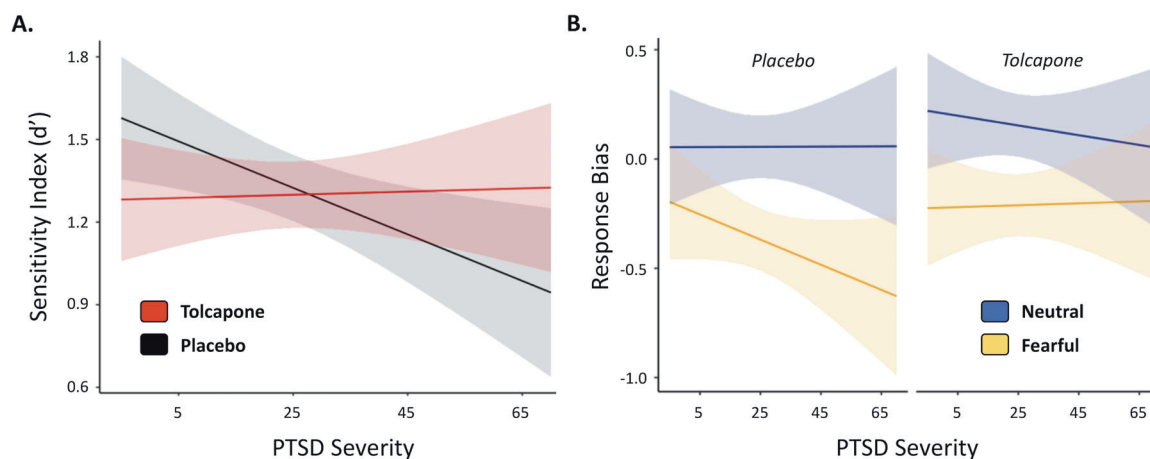 A.
1.8
1.5
1.2
0.9
0.6
Sensitivity Index (d')
Tolcapone
Placebo
5 25 45 65
PTSD Severity
B.
0.5
0.0
-0.5
-1.0
Response Bias
Placebo
Tolcapone
Neutral
Fearful
5 25 45 65 5 25 45 65
PTSD Severity